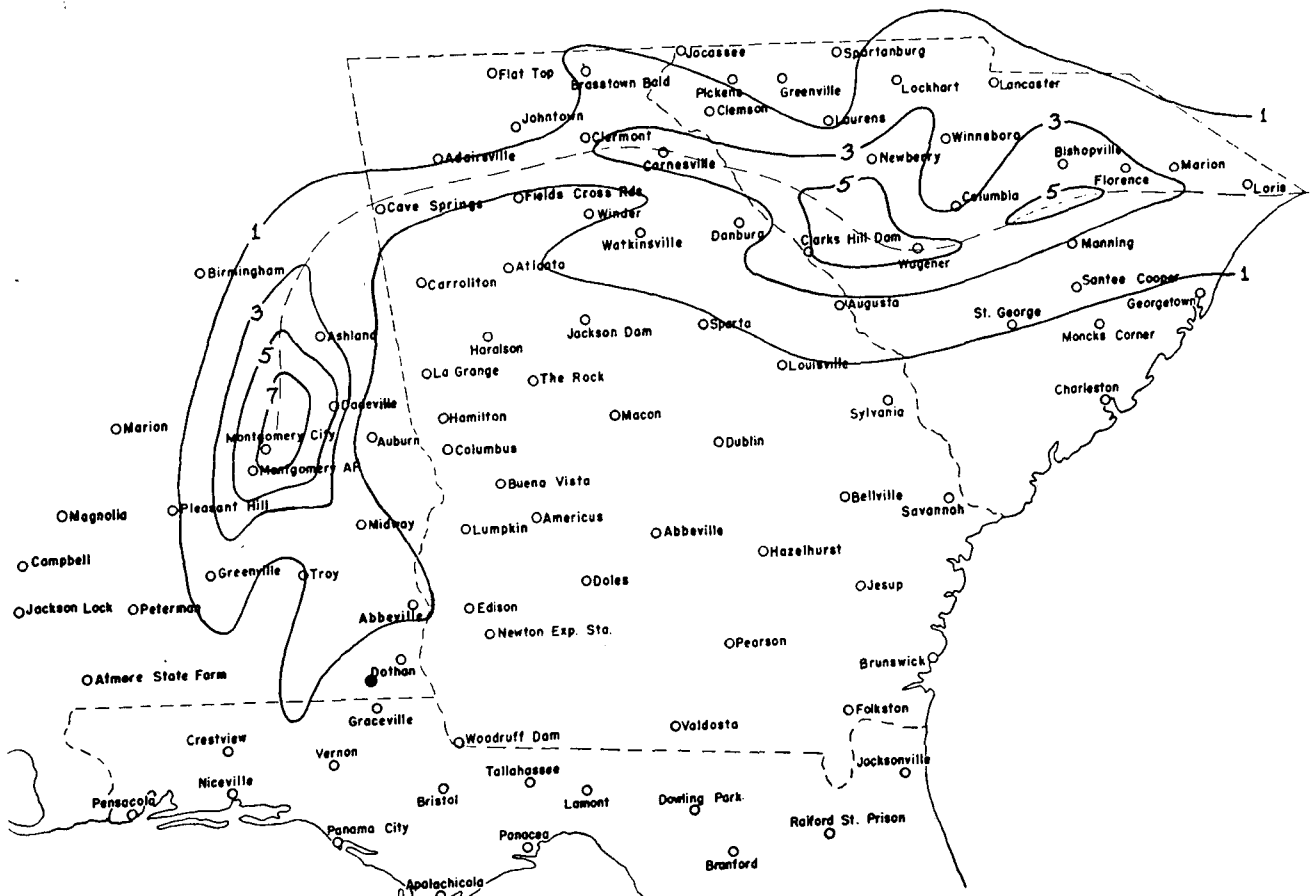 Jocassee
Spartanburg
Flat Top
Brasstown Bald
Pickens
Greenville
Lockhart
Lancaster
Clemson
Johntown
Laurens
1
Clermont
3
Winnsboro
Adairsville
Carnesville
3
Newberry
Bishopville
Marion
Florence
Loris
5
5
Fields Cross Rds.
Cave Springs
Winder
Columbia
1
Watkinsville
Danburg
Clarks Hill Dam
Wagener
Manning
Birmingham
Atlanta
Carrollton
Santee Cooper
1
Georgetown
3
Augusta
St. George
Ashland
Haralson
Jackson Dam
Sparta
Moncks Corner
5
La Grange
The Rock
Louisville
7
Dadeville
Charleston
Hamilton
Macon
Sylvania
Marion
Montgomery City
Auburn
Columbus
Dublin
Montgomery AP
Buena Vista
Bellville
Savannah
Pleasant Hill
Magnolia
Midway
Lumpkin
Americus
Abbeville
Hazelhurst
Campbell
Greenville
Troy
Doles
Jesup
Jackson Lock
Peterman
Abbeville
Edison
Newton Exp. Sta.
Pearson
Brunswick
Atmore State Farm
Dothan
Graceville
Folkston
Valdosta
Crestview
Vernon
Woodruff Dam
Jacksonville
Niceville
Tallahassee
Pensacola
Bristol
Lamont
Dowling Park
Raiford St. Prison
Panama City
Panacea
Branford
Apalachicola